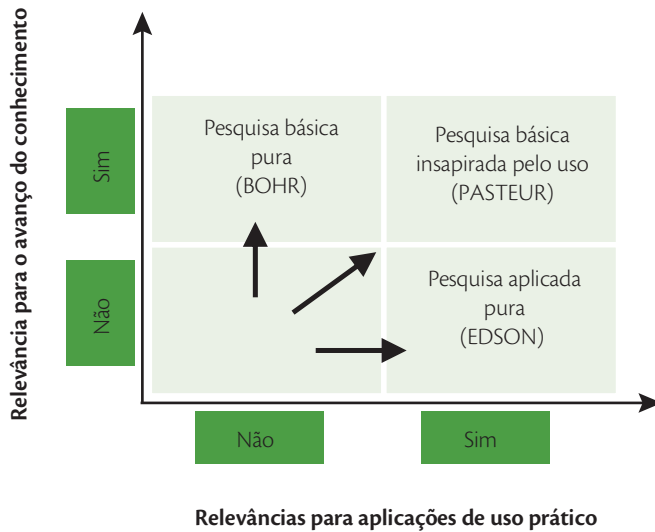 Relevância para o avanço do conhecimento
Sim
Não
Pesquisa básica
pura
(BOHR)
Pesquisa básica
insapirada pelo uso
(PASTEUR)
Pesquisa aplicada
pura
(EDSON)
Não
Sim
Relevâncias para aplicações de uso prático